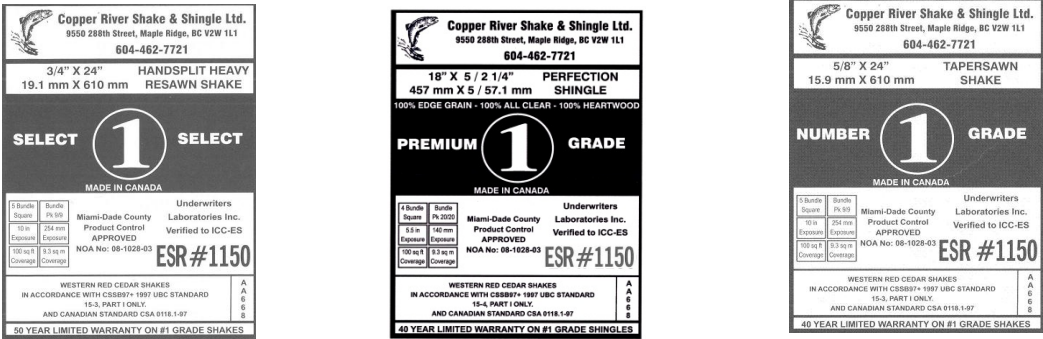 Copper River Shake & Shingle Ltd.
9550 288th Street, Maple Ridge, BC V2W 1L1
604-462-7721
3/4” X 24” HANDSPLIT HEAVY
19.1 mm X 610 mm RESAWN SHAKE
SELECT 1 SELECT
MADE IN CANADA
5 Bundle Square
Bundle Pk 9/9
10 in Exposure
254 mm Exposure
100 sq ft Coverage
9.3 sq m Coverage
Miami-Dade County
Product Control
APPROVED
NOA No: 08-1028-03
Underwriters
Laboratories Inc.
Verified to ICC-ES
ESR #1150
WESTERN RED CEDAR SHAKES
IN ACCORDANCE WITH CSSB97+ 1997 UBC STANDARD
15-3, PART I ONLY.
AND CANADIAN STANDARD CSA 0118.1-97
A
A
6
6
8
50 YEAR LIMITED WARRANTY ON #1 GRADE SHAKES
Copper River Shake & Shingle Ltd.
9550 288th Street, Maple Ridge, BC V2W 1L1
604-462-7721
18” X 5 / 2 1/4” PERFECTION
457 mm X 5 / 57.1 mm SHINGLE
100% EDGE GRAIN - 100% ALL CLEAR - 100% HEARTWOOD
PREMIUM 1 GRADE
MADE IN CANADA
4 Bundle Square
Bundle Pk 20/20
5.5 in Exposure
140 mm Exposure
100 sq ft Coverage
9.3 sq m Coverage
Miami-Dade County
Product Control
APPROVED
NOA No: 08-1028-03
Underwriters
Laboratories Inc.
Verified to ICC-ES
ESR #1150
WESTERN RED CEDAR SHAKES
IN ACCORDANCE WITH CSSB97+ 1997 UBC STANDARD
15-4, PART I ONLY.
AND CANADIAN STANDARD CSA 0118.1-97
A
A
6
6
8
40 YEAR LIMITED WARRANTY ON #1 GRADE SHINGLES
Copper River Shake & Shingle Ltd.
9550 288th Street, Maple Ridge, BC V2W 1L1
604-462-7721
5/8” X 24” TAPERSAWN
15.9 mm X 610 mm SHAKE
NUMBER 1 GRADE
MADE IN CANADA
5 Bundle Square
Bundle Pk 9/9
10 in Exposure
254 mm Exposure
100 sq ft Coverage
9.3 sq m Coverage
Miami-Dade County
Product Control
APPROVED
NOA No: 08-1028-03
Underwriters
Laboratories Inc.
Verified to ICC-ES
ESR #1150
WESTERN RED CEDAR SHAKES
IN ACCORDANCE WITH CSSB97+ 1997 UBC STANDARD
15-3, PART I ONLY.
AND CANADIAN STANDARD CSA 0118.1-97
A
A
6
6
8
40 YEAR LIMITED WARRANTY ON #1 GRADE SHAKES